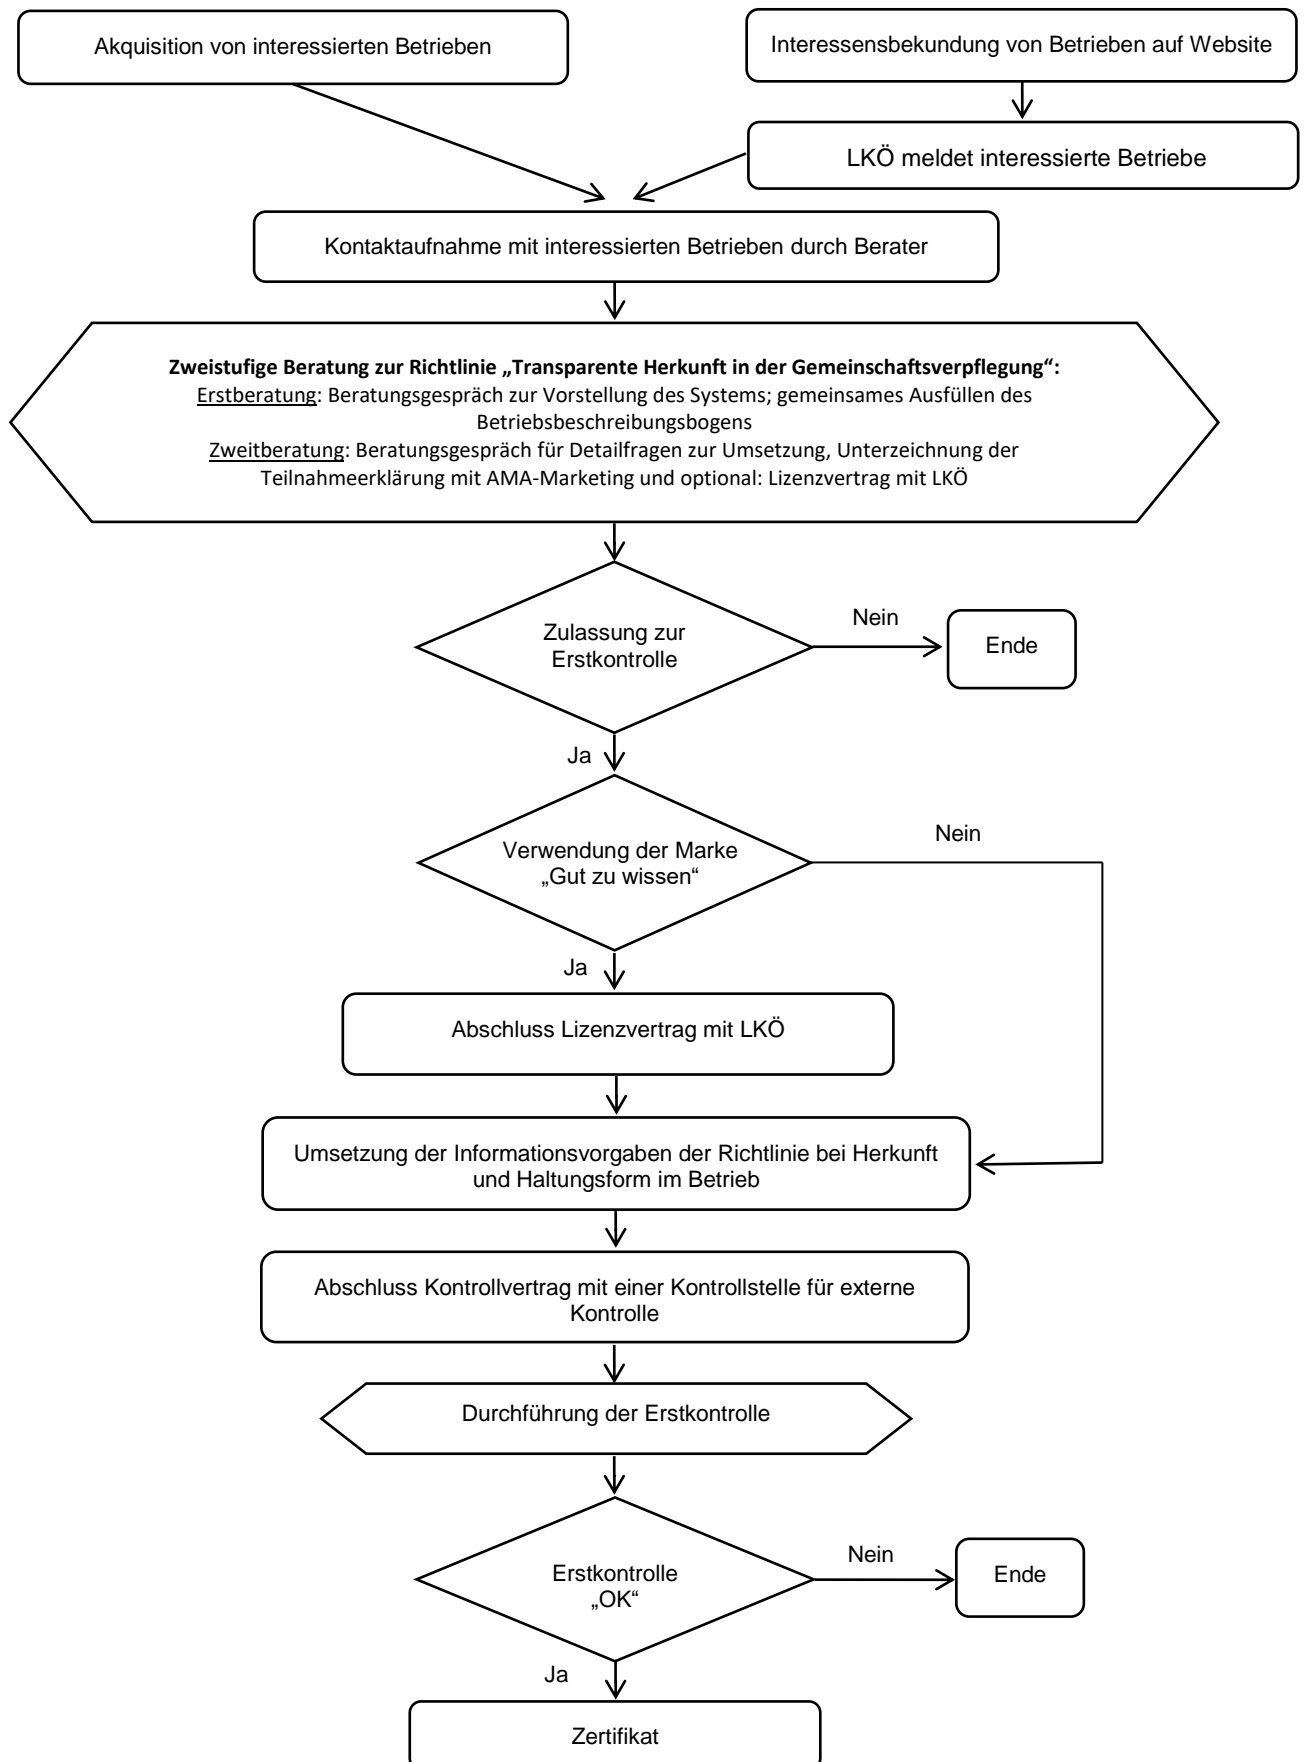 Akquisition von interessierten Betrieben
Interessensbekundung von Betrieben auf Website
LKÖ meldet interessierte Betriebe
Kontaktaufnahme mit interessierten Betrieben durch Berater
Zweistufige Beratung zur Richtlinie „Transparente Herkunft in der Gemeinschaftsverpflegung“:
Erstberatung: Beratungsgespräch zur Vorstellung des Systems; gemeinsames Ausfüllen des
Betriebsbeschreibungsbogens
Zweitberatung: Beratungsgespräch für Detailfragen zur Umsetzung, Unterzeichnung der
Teilnahmeerklärung mit AMA-Marketing und optional: Lizenzvertrag mit LKÖ
Zulassung zur
Erstkontrolle
Nein
Ende
Ja
Verwendung der Marke
„Gut zu wissen“
Nein
Ja
Abschluss Lizenzvertrag mit LKÖ
Umsetzung der Informationsvorgaben der Richtlinie bei Herkunft
und Haltungsform im Betrieb
Abschluss Kontrollvertrag mit einer Kontrollstelle für externe
Kontrolle
Durchführung der Erstkontrolle
Erstkontrolle
„OK“
Nein
Ende
Ja
Zertifikat